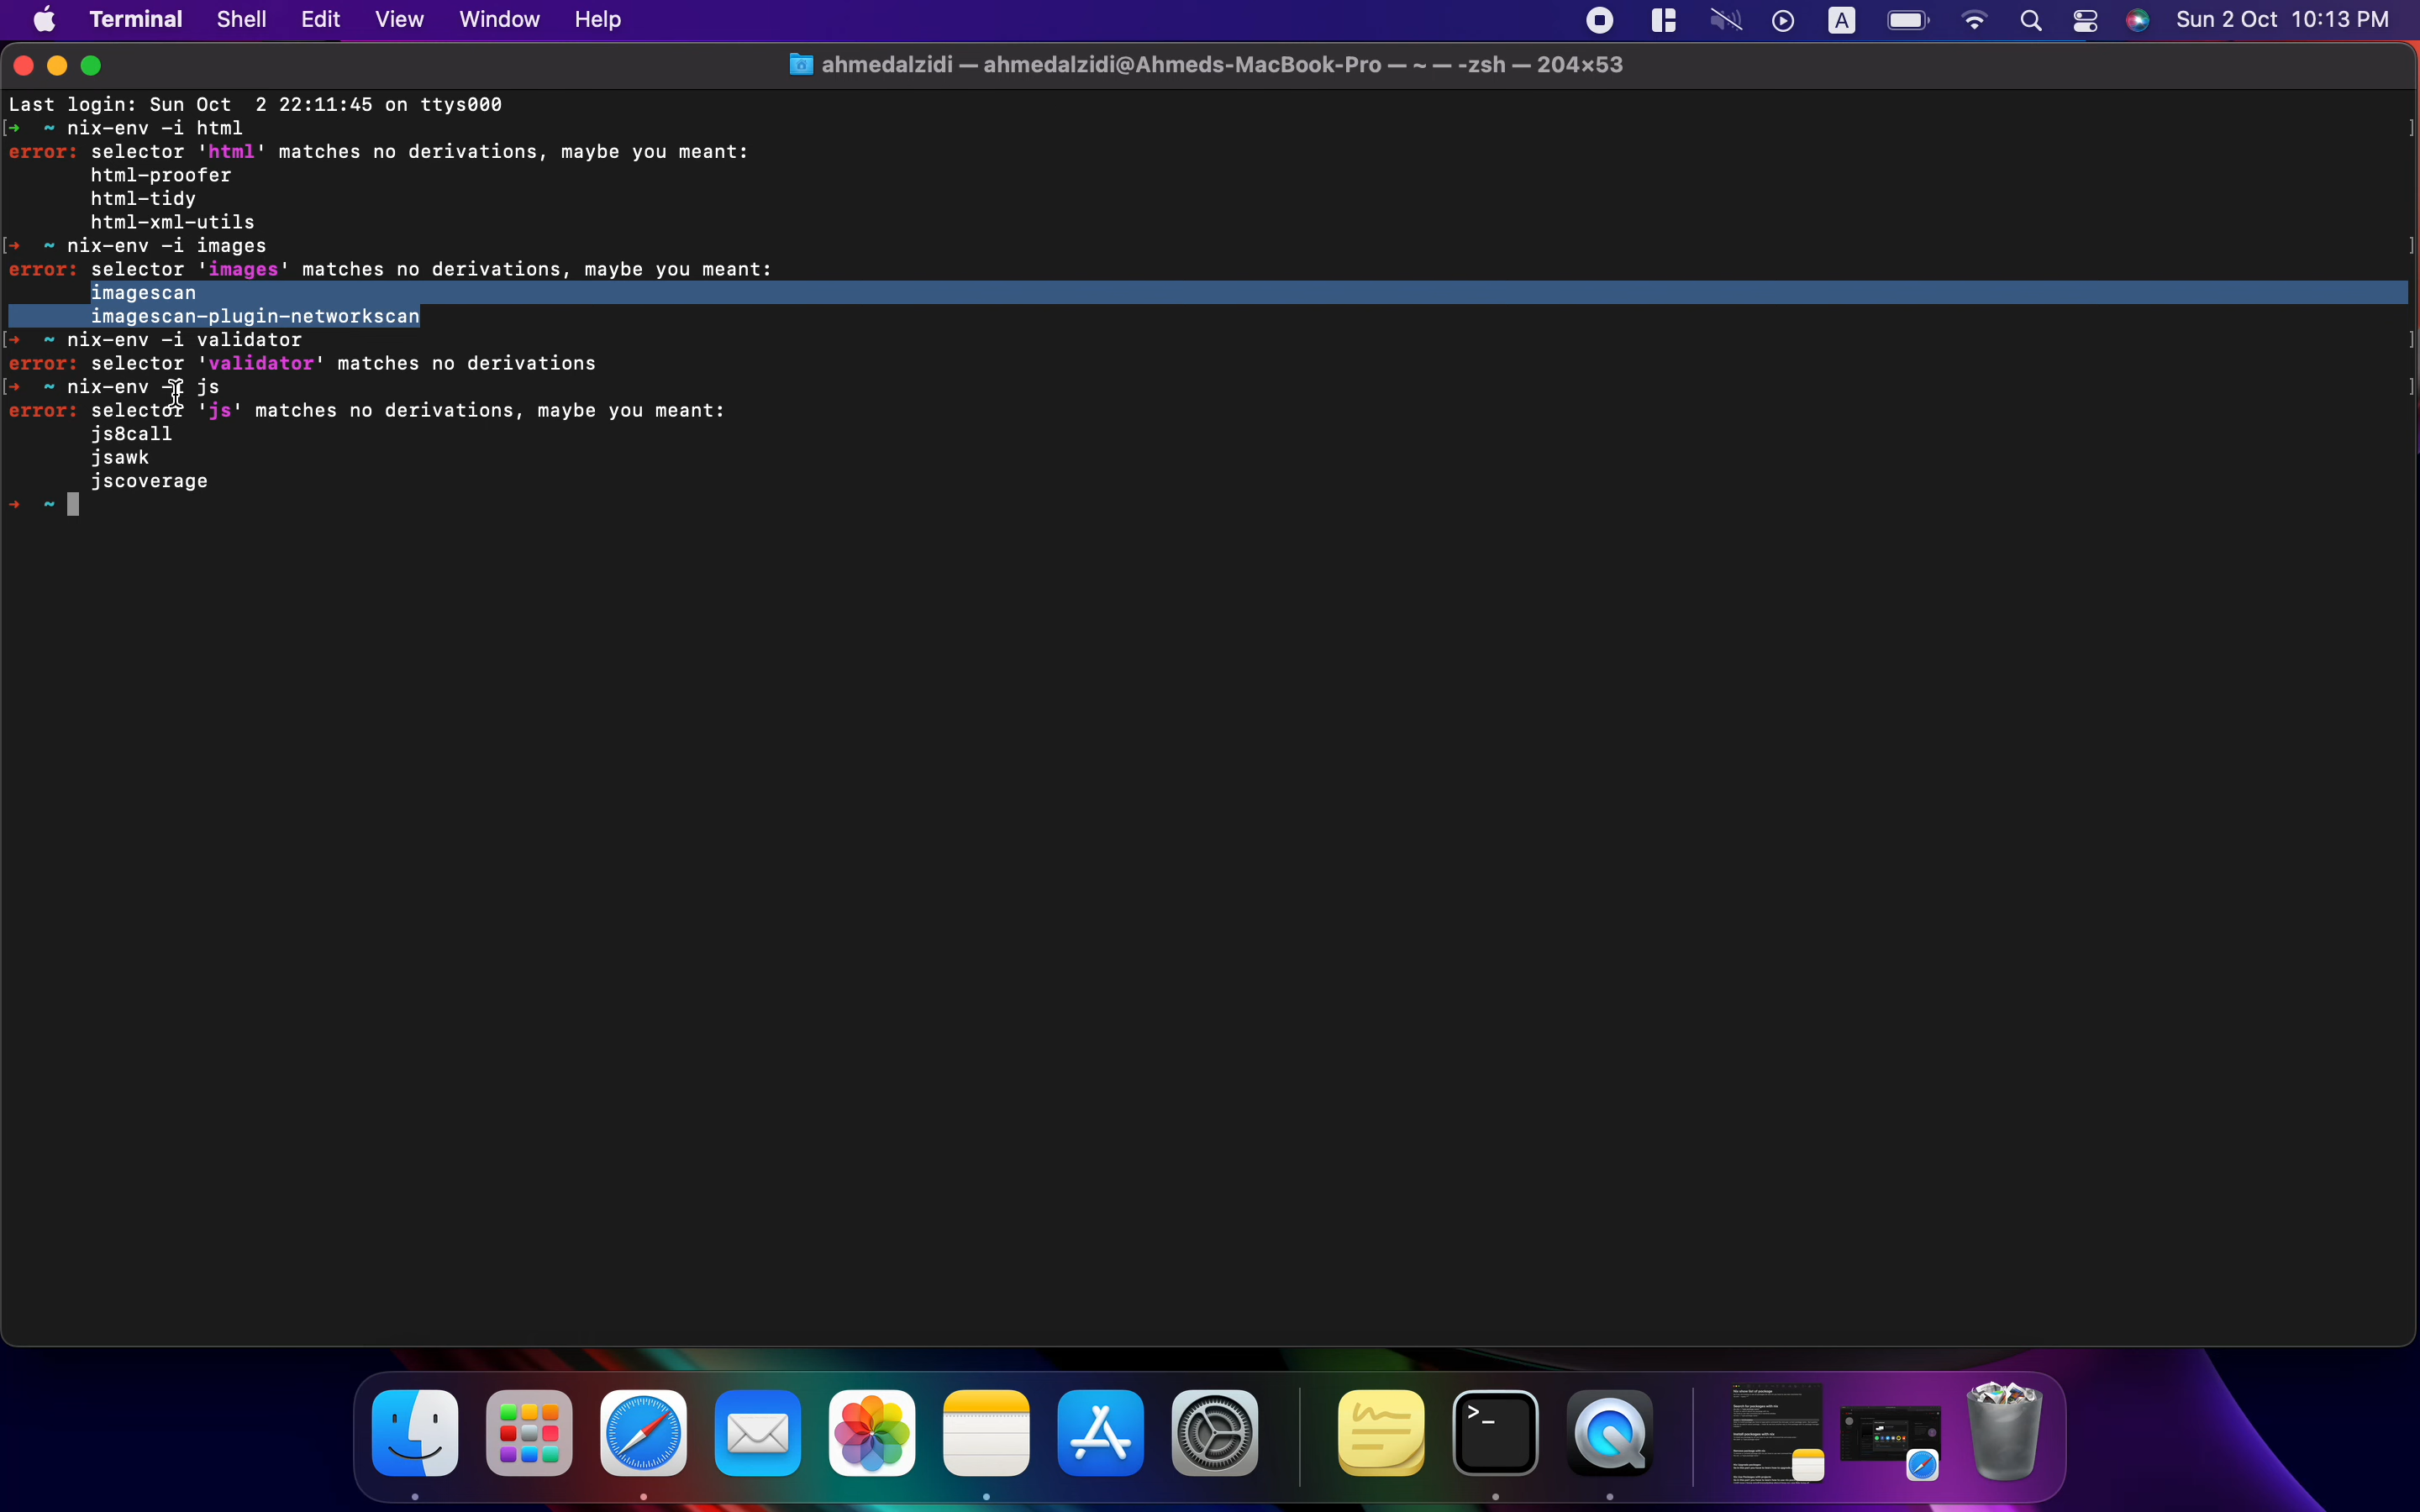 Terminal Shell Edit View Window Help A Sun 2 Oct 10:13 PM
ahmedalzidi — ahmedalzidi@Ahmeds-MacBook-Pro — ~ — -zsh — 204×53
Last login: Sun Oct  2 22:11:45 on ttys000
[➜  ~ nix-env -i html ]
error: selector 'html' matches no derivations, maybe you meant:
html-proofer
html-tidy
html-xml-utils
[➜  ~ nix-env -i images ]
error: selector 'images' matches no derivations, maybe you meant:
imagescan
imagescan-plugin-networkscan
[➜  ~ nix-env -i validator ]
error: selector 'validator' matches no derivations
[➜  ~ nix-env -i js ]
error: selector 'js' matches no derivations, maybe you meant:
js8call
jsawk
jscoverage
➜  ~